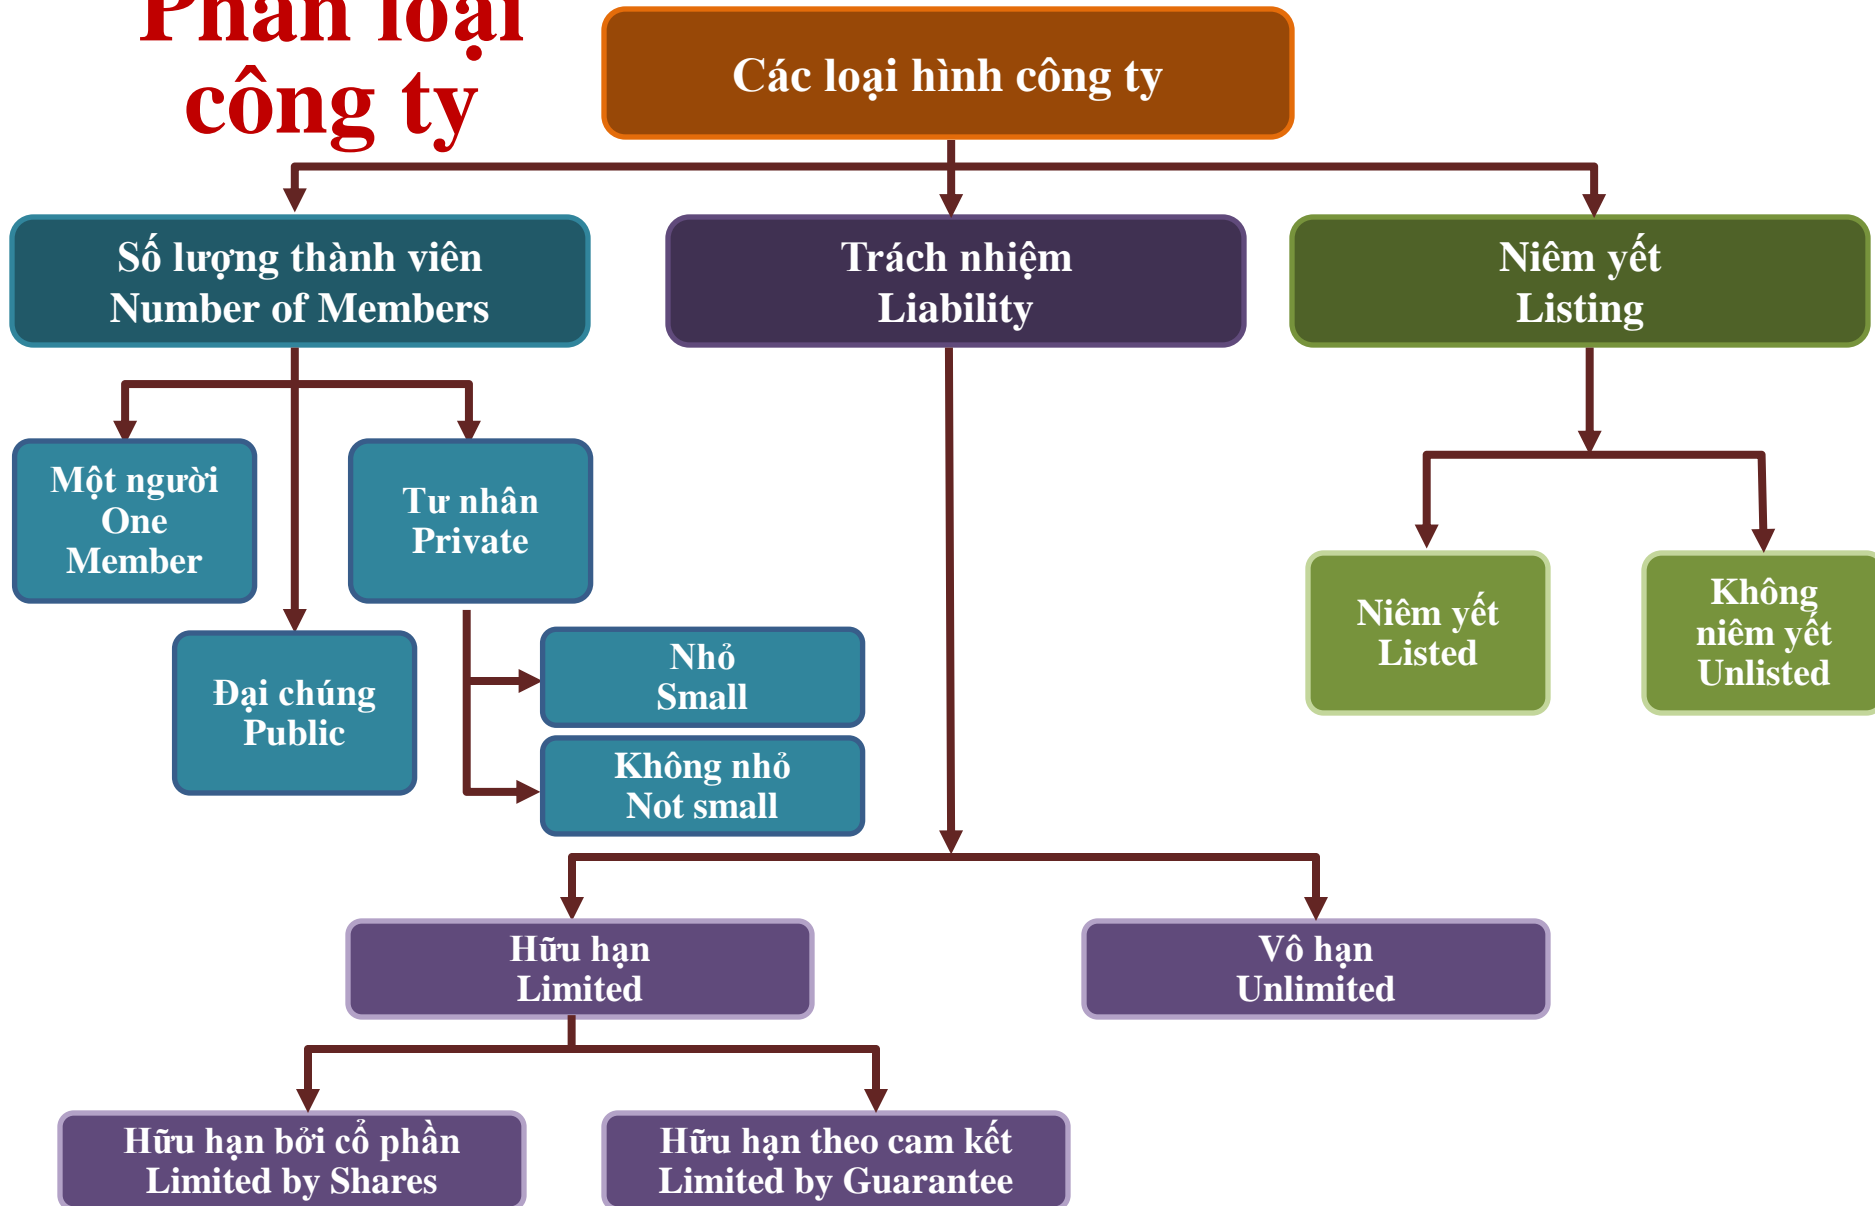 Phân loại
công ty
Các loại hình công ty
Số lượng thành viên
Number of Members
Trách nhiệm
Liability
Niêm yết
Listing
Một người
One
Member
Tư nhân
Private
Đại chúng
Public
Nhỏ
Small
Không nhỏ
Not small
Niêm yết
Listed
Không
niêm yết
Unlisted
Hữu hạn
Limited
Vô hạn
Unlimited
Hữu hạn bởi cổ phần
Limited by Shares
Hữu hạn theo cam kết
Limited by Guarantee